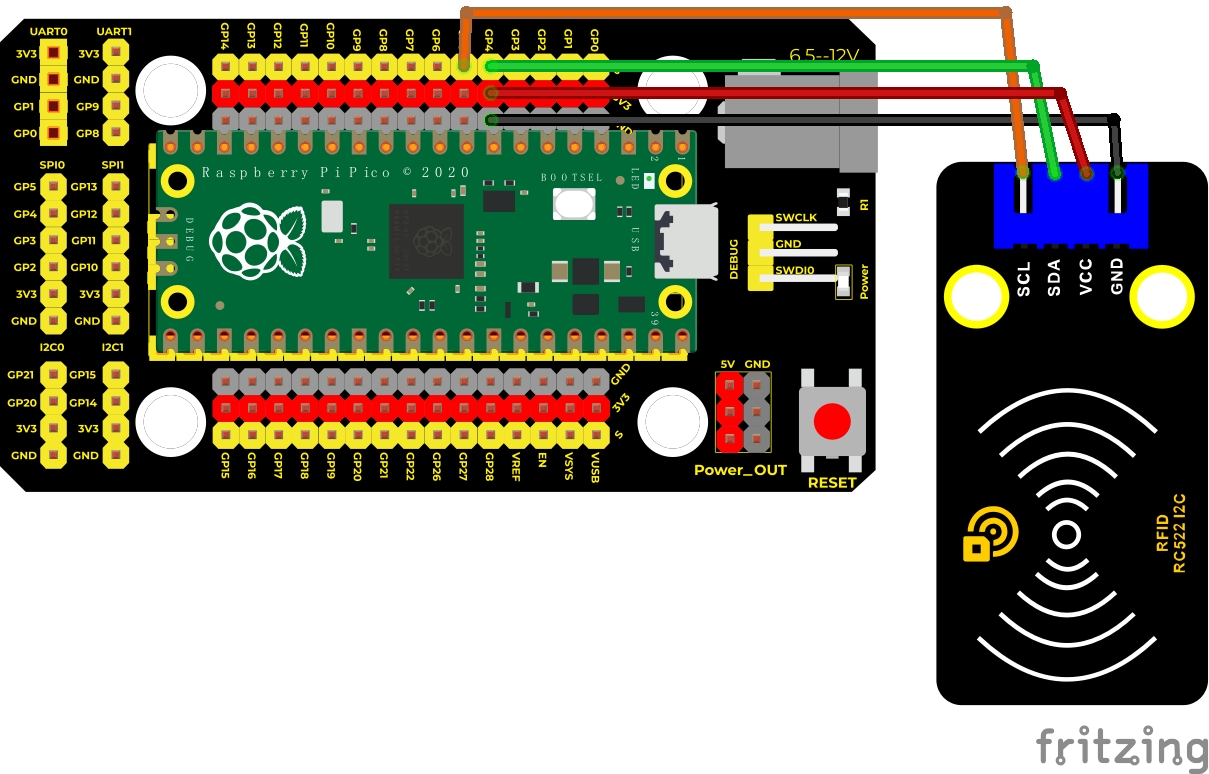 UART0
UART1
3V3
GND
GP1
GP0
3V3
GND
GP9
GP8
SPI0
SPI1
GP5
GP4
GP3
GP2
3V3
GND
GP13
GP12
GP11
GP10
3V3
GND
I2C0
I2C1
GP21
GP20
3V3
GND
GP15
GP14
3V3
GND
GP14
GP13
GP12
GP11
GP10
GP9
GP8
GP7
GP6
GP4
GP3
GP2
GP1
GP0
6.5--12V
Raspberry Pi Pico © 2020
BOOTSEL
LED
2
1
DEBUG
USB
39
DEBUG
SWCLK
GND
SWDI0
R1
Power
GND
3V3
S
GP15
GP16
GP17
GP18
GP19
GP20
GP21
GP22
GP26
GP27
GP28
VREF
EN
VSYS
VUSB
5V
GND
Power_OUT
RESET
SCL
SDA
VCC
GND
RFID
RC522 I2C
fritzing